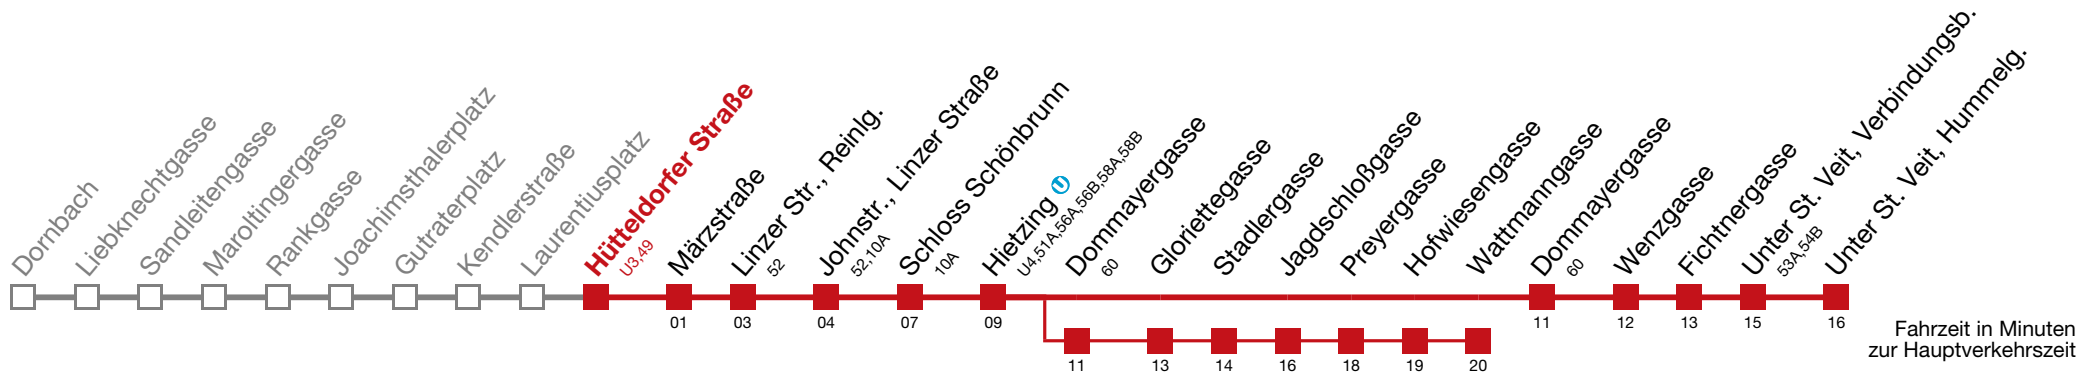 Dornbach
Liebknechtgasse
Sandleitengasse
Maroltingergasse
Rankgasse
Joachimsthalerplatz
Gutraterplatz
Kendlerstraße
Laurentiusplatz
Hütteldorfer Straße
U3,49
Märzstraße
Linzer Str., Reinlg.
52
Johnstr., Linzer Straße
52,10A
Schloss Schönbrunn
10A
Hietzing U
U4,51A,56A,56B,58A,58B
Dommayergasse
60
Gloriettegasse
Stadlergasse
Jagdschloßgasse
Preyergasse
Hofwiesengasse
Wattmanngasse
Dommayergasse
60
Wenzgasse
Fichtnergasse
Unter St. Veit, Verbindungsb.
53A,54B
Unter St. Veit, Hummelg.
01 03 04 07 09 11 12 13 15 16
11 13 14 16 18 19 20
Fahrzeit in Minuten
zur Hauptverkehrszeit